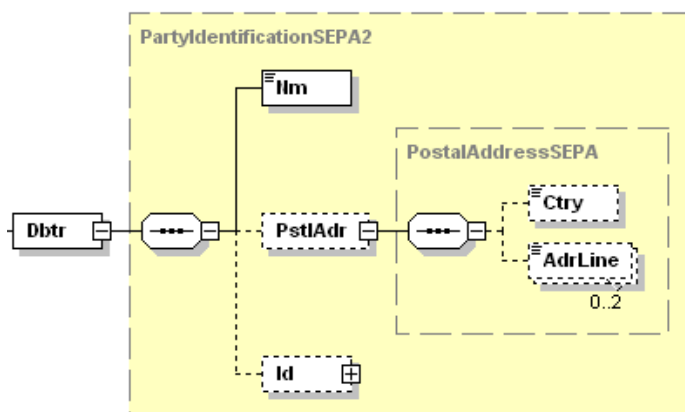 PartyIdentificationSEPA2
Nm
PostalAddressSEPA
Dbtr
PstlAdr
Ctry
AdrLine
0..2
Id